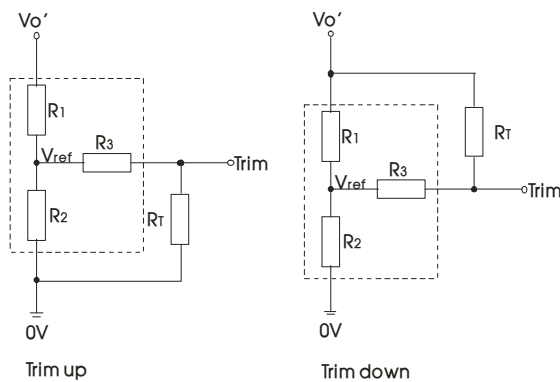 Vo'
R1
R3
Vref
Trim
R2
RT
0V
Trim up
Vo'
R1
RT
R3
Vref
Trim
R2
0V
Trim down